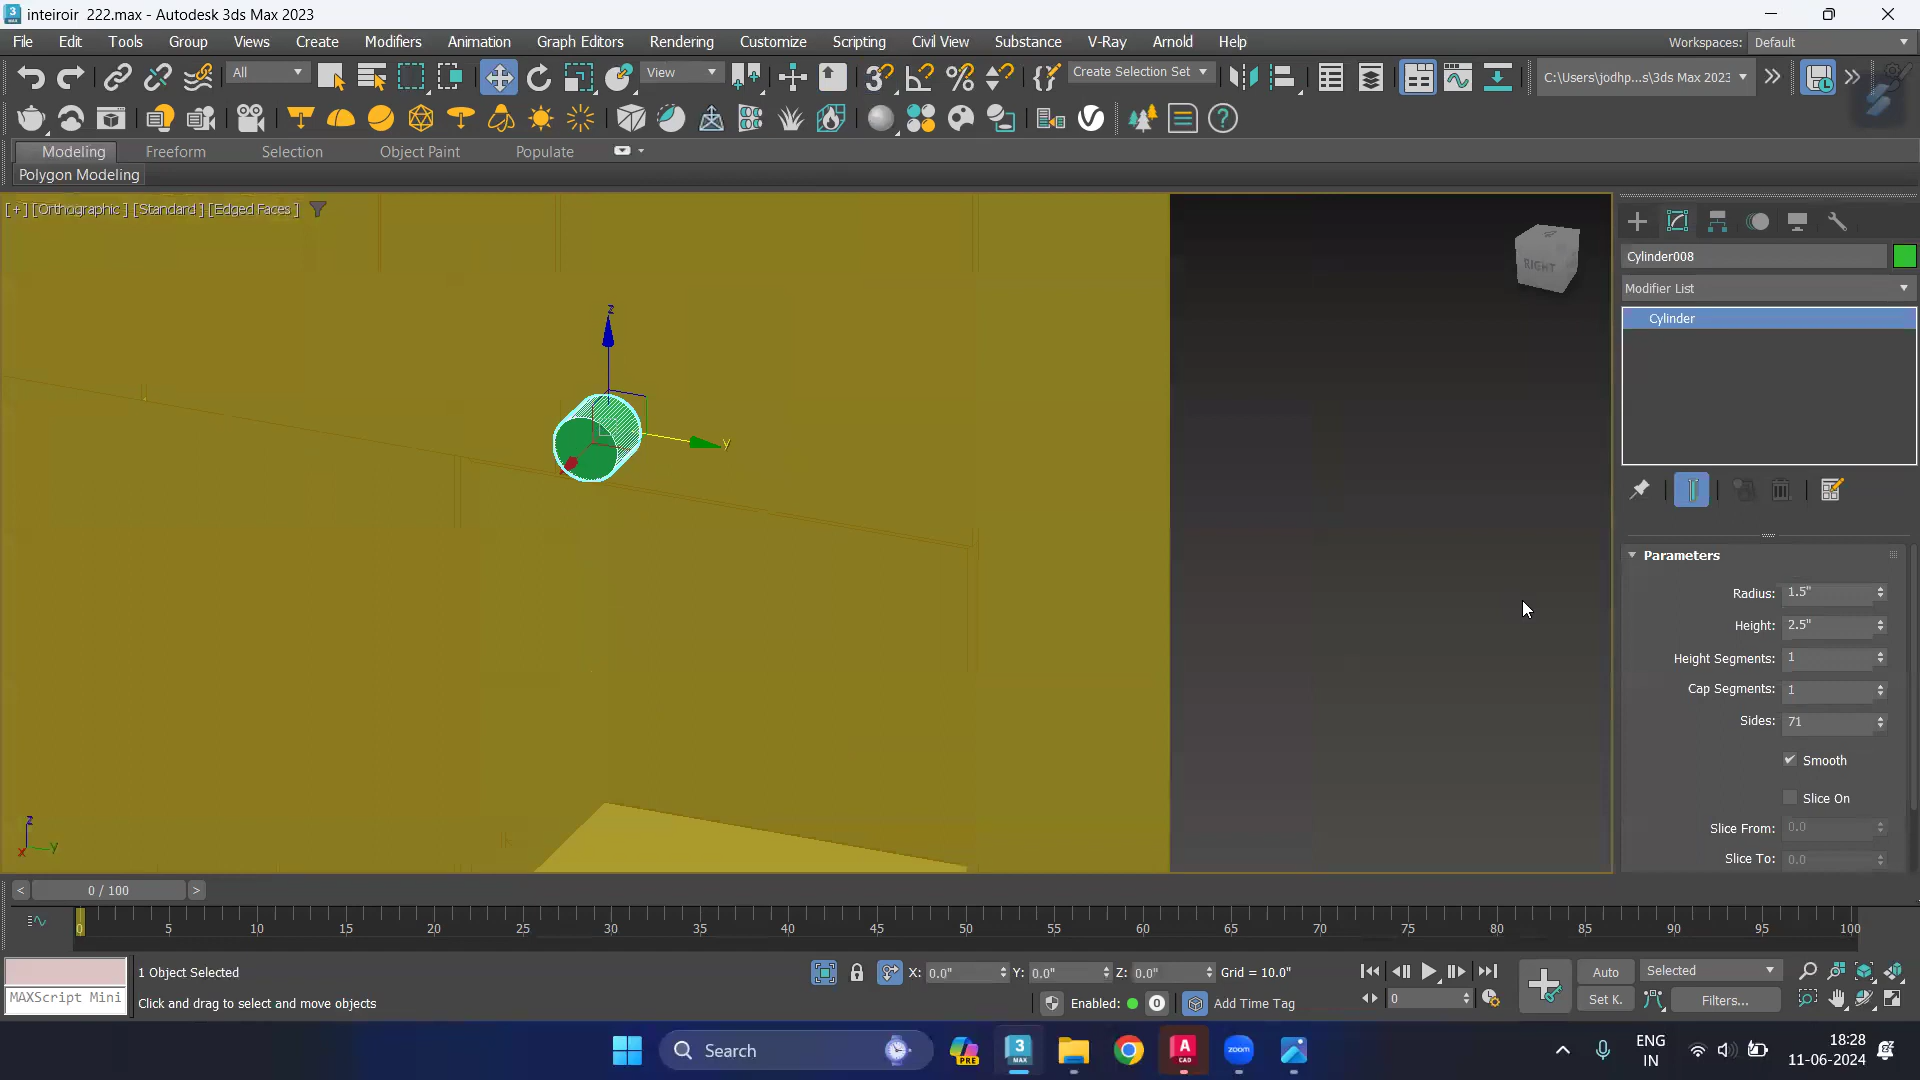 inteiroir  222.max - Autodesk 3ds Max 2023
File Edit Tools Group Views Create Modifiers Animation Graph Editors Rendering Customize Scripting Civil View Substance V-Ray Arnold Help Workspaces: Default
All View Create Selection Set C:\Users\jodhp...s\3ds Max 2023
Modeling Freeform Selection Object Paint Populate
Polygon Modeling
[+] [Orthographic ] [Standard ] [Edged Faces ]
RIGHT
z
y
Cylinder008
Modifier List
Cylinder
Parameters
Radius: 1.5"
Height: 2.5"
Height Segments: 1
Cap Segments: 1
Sides: 71
Smooth
Slice On
Slice From: 0.0
Slice To: 0.0
z
x y
< 0 / 100 >
0 5 10 15 20 25 30 35 40 45 50 55 60 65 70 75 80 85 90 95 100
1 Object Selected X: 0.0" Y: 0.0" Z: 0.0" Grid = 10.0" Auto Selected
MAXScript Mini Click and drag to select and move objects Enabled: 0 Add Time Tag 0 Set K. Filters...
Search PRE 3 MAX A CAD zoom ENG IN 18:28 11-06-2024